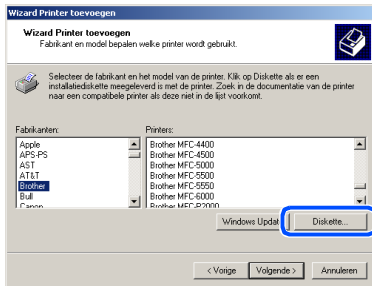 Wizard Printer toevoegen
Wizard Printer toevoegen
Fabrikant en model bepalen welke printer wordt gebruikt.
Selecteer de fabrikant en het model van de printer. Klik op Diskette als er een
installatiediskette meegeleverd is met de printer. Zoek in de documentatie van de printer
naar een compatibele printer als deze niet in de lijst voorkomt.
Fabrikanten:
Apple
APS-PS
AST
AT&T
Brother
Bull
Canon
Printers:
Brother MFC-4400
Brother MFC-4500
Brother MFC-5000
Brother MFC-5500
Brother MFC-5550
Brother MFC-6000
Brother MFC-P2000
Windows Updat
Diskette...
< Vorige
Volgende >
Annuleren